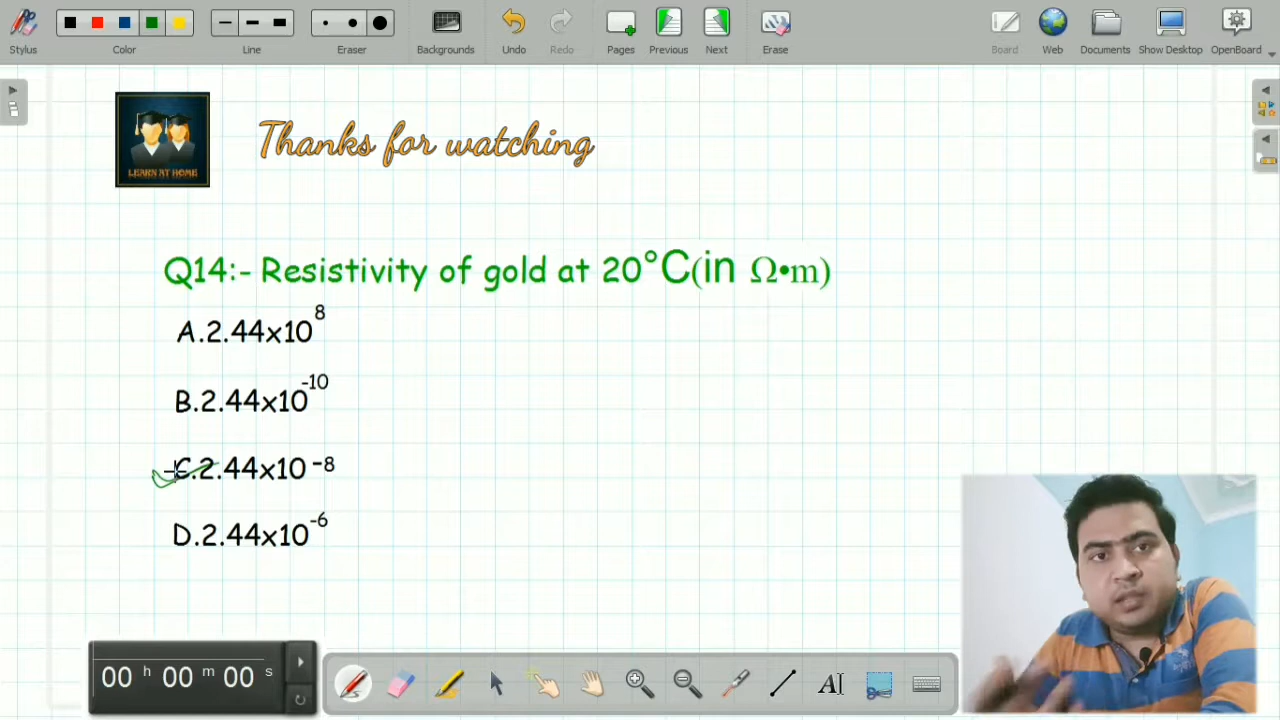 Stylus
Color
Line
Eraser
Backgrounds
Undo
Redo
Pages
Previous
Next
Erase
Board
Web
Documents
Show Desktop
OpenBoard
LEARN AT HOME
Thanks for watching
Q14:- Resistivity of gold at 20°C(in Ω•m)
A.2.44x10⁸
B.2.44x10⁻¹⁰
C.2.44x10⁻⁸
D.2.44x10⁻⁶
00 h 00 m 00 s
AI